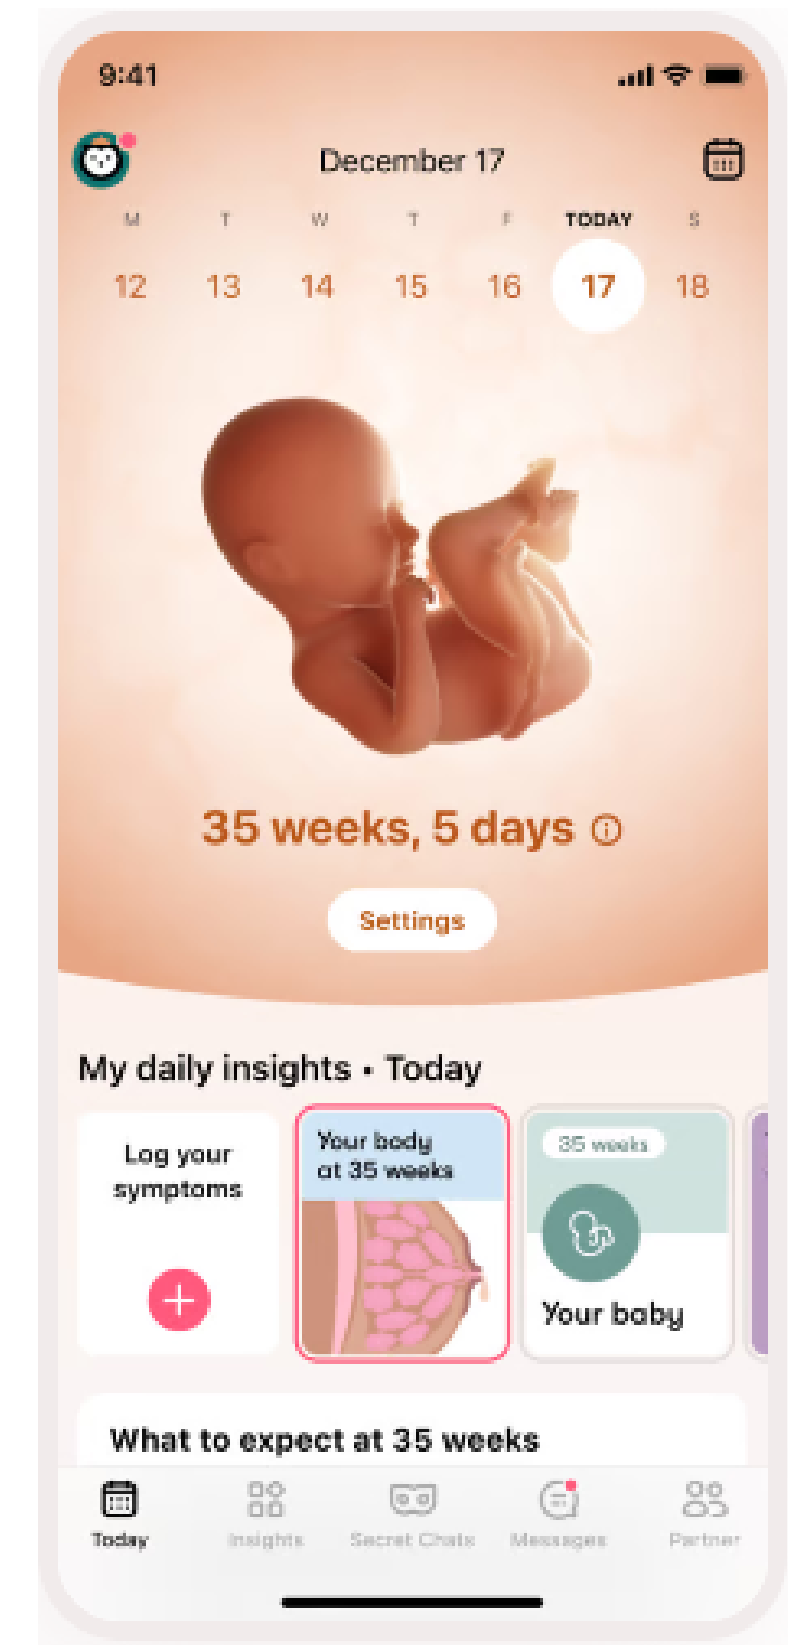 9:41
December 17
M T W T F TODAY S
12 13 14 15 16 17 18
35 weeks, 5 days
Settings
My daily insights • Today
Log your
symptoms
Your body
at 35 weeks
35 weeks
Your baby
What to expect at 35 weeks
Today Insights Secret Chats Messages Partner